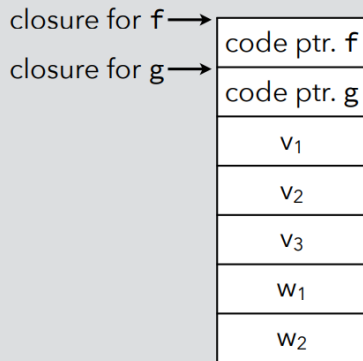 closure for f
code ptr. f
closure for g
code ptr. g
v₁
v₂
v₃
w₁
w₂